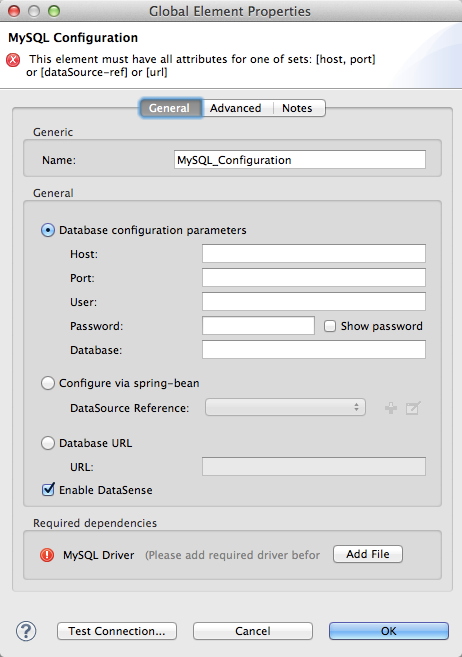 Global Element Properties
MySQL Configuration
This element must have all attributes for one of sets: [host, port]
or [dataSource-ref] or [url]
General Advanced Notes
Generic
Name: MySQL_Configuration
General
Database configuration parameters
Host:
Port:
User:
Password: Show password
Database:
Configure via spring-bean
DataSource Reference:
Database URL
URL:
Enable DataSense
Required dependencies
MySQL Driver (Please add required driver befor Add File
? Test Connection... Cancel OK